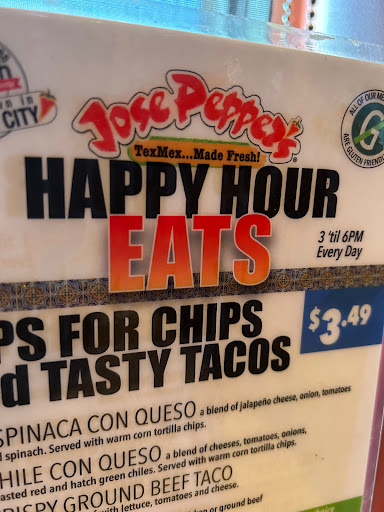 CITY
Jose Pepper's
TexMex...Made Fresh!
ALL OF OUR
ARE GLUTEN FRIENDLY
HAPPY HOUR
EATS
3 'til 6PM
Every Day
PS FOR CHIPS
d TASTY TACOS
$3.49
SPINACA CON QUESO a blend of jalapeño cheese, onion, tomatoes
d spinach. Served with warm corn tortilla chips.
HILE CON QUESO a blend of cheeses, tomatoes, onions,
asted red and hatch green chiles. Served with warm corn tortilla chips.
RISPY GROUND BEEF TACO
with lettuce, tomatoes and cheese.
or ground beef